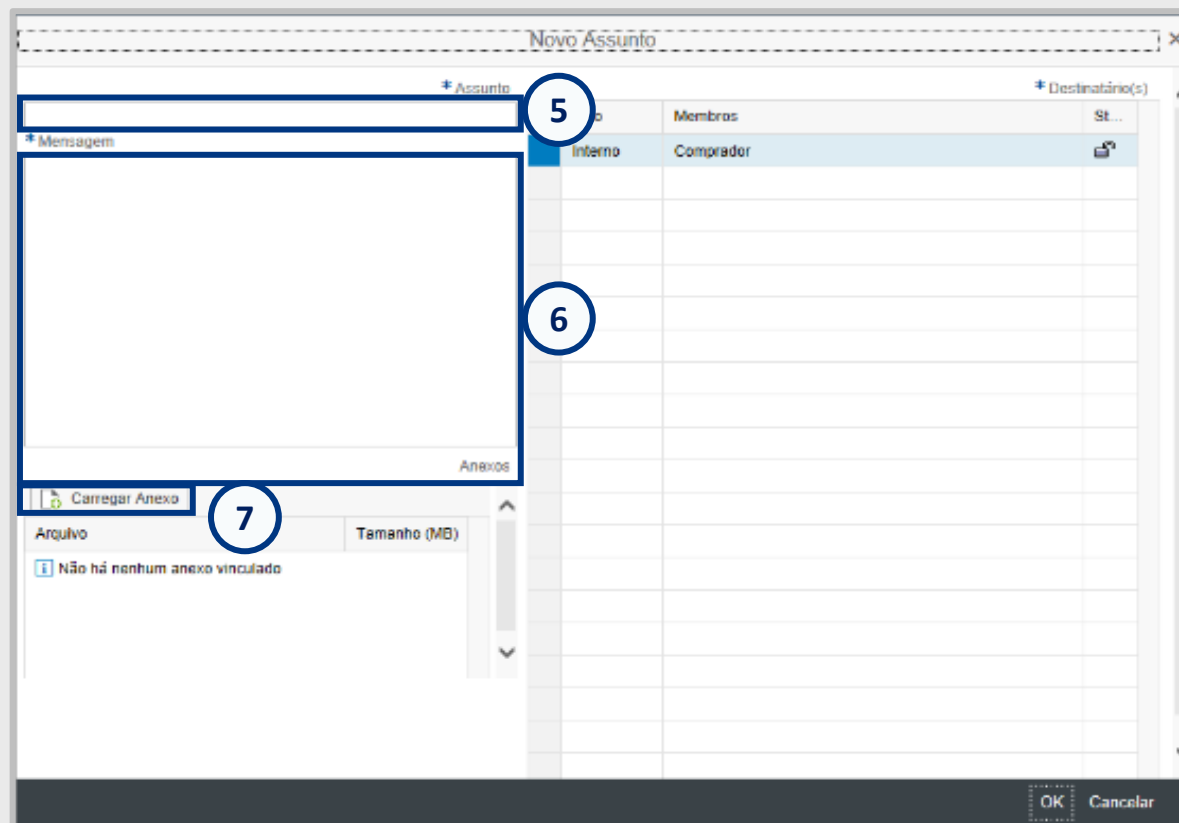 Novo Assunto
* Assunto
5
* Mensagem
6
Anexos
Carregar Anexo
7
Arquivo Tamanho (MB)
Não há nenhum anexo vinculado
* Destinatário(s)
Membros St...
Interno Comprador
OK Cancelar